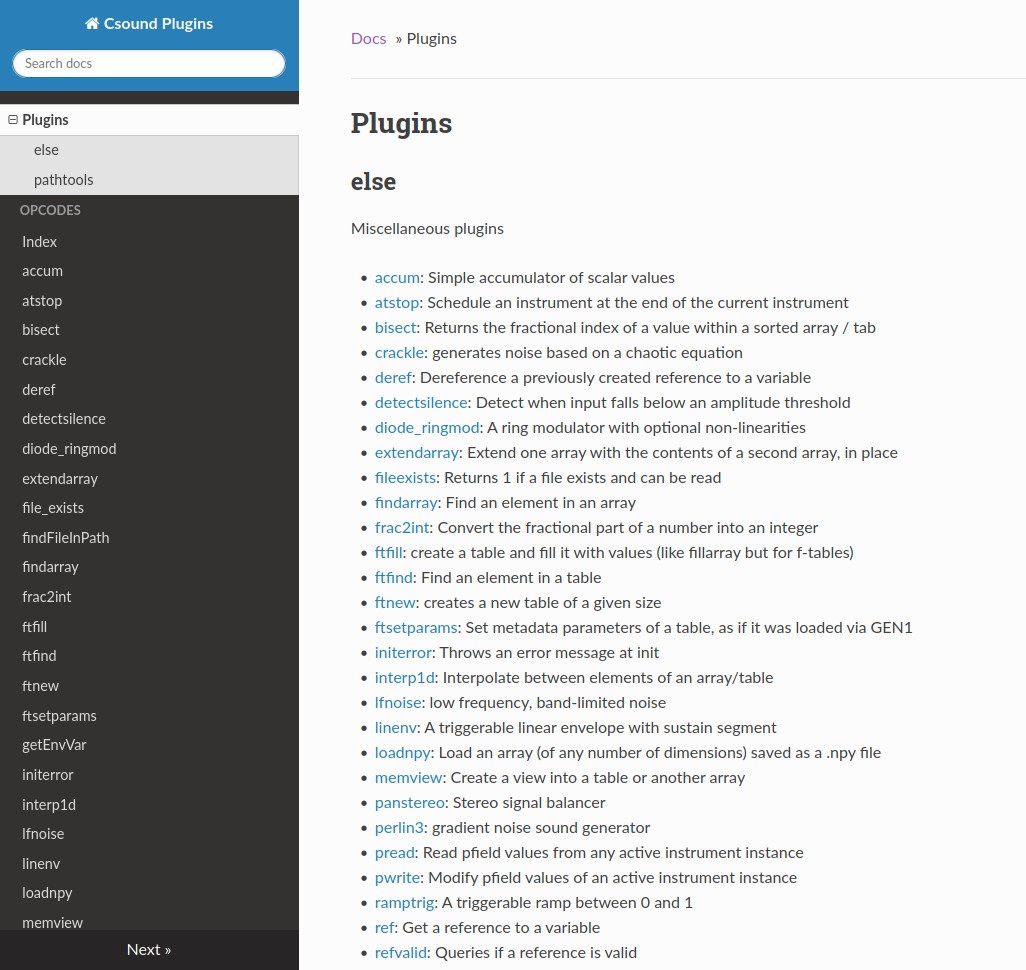 Csound Plugins
Search docs
Plugins
else
pathtools
OPCODES
Index
accum
atstop
bisect
crackle
deref
detectsilence
diode_ringmod
extendarray
file_exists
findFileInPath
findarray
frac2int
ftfill
ftfind
ftnew
ftsetparams
getEnvVar
initerror
interp1d
lfnoise
linenv
loadnpy
memview
Next »
Docs » Plugins
Plugins
else
Miscellaneous plugins
• accum: Simple accumulator of scalar values
• atstop: Schedule an instrument at the end of the current instrument
• bisect: Returns the fractional index of a value within a sorted array / tab
• crackle: generates noise based on a chaotic equation
• deref: Dereference a previously created reference to a variable
• detectsilence: Detect when input falls below an amplitude threshold
• diode_ringmod: A ring modulator with optional non-linearities
• extendarray: Extend one array with the contents of a second array, in place
• fileexists: Returns 1 if a file exists and can be read
• findarray: Find an element in an array
• frac2int: Convert the fractional part of a number into an integer
• ftfill: create a table and fill it with values (like fillarray but for f-tables)
• ftfind: Find an element in a table
• ftnew: creates a new table of a given size
• ftsetparams: Set metadata parameters of a table, as if it was loaded via GEN1
• initerror: Throws an error message at init
• interp1d: Interpolate between elements of an array/table
• lfnoise: low frequency, band-limited noise
• linenv: A triggerable linear envelope with sustain segment
• loadnpy: Load an array (of any number of dimensions) saved as a .npy file
• memview: Create a view into a table or another array
• panstereo: Stereo signal balancer
• perlin3: gradient noise sound generator
• pread: Read pfield values from any active instrument instance
• pwrite: Modify pfield values of an active instrument instance
• ramptrig: A triggerable ramp between 0 and 1
• ref: Get a reference to a variable
• refvalid: Queries if a reference is valid